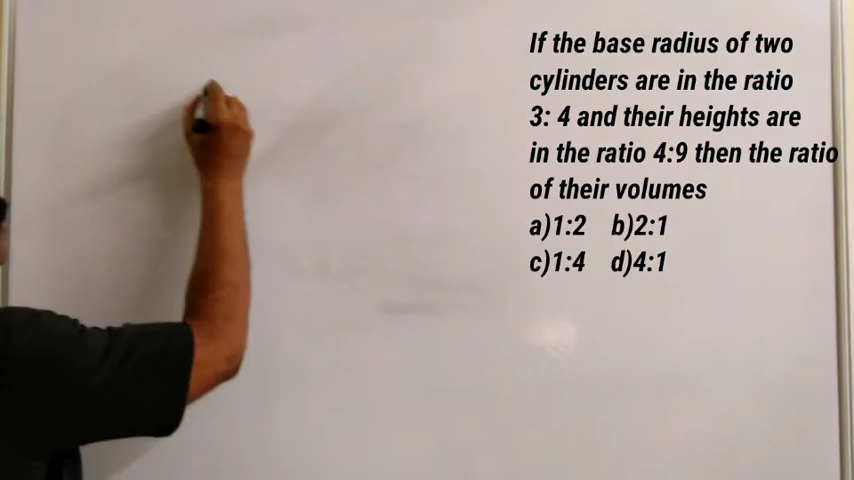 If the base radius of two
cylinders are in the ratio
3: 4 and their heights are
in the ratio 4:9 then the ratio
of their volumes
a)1:2 b)2:1
c)1:4 d)4:1